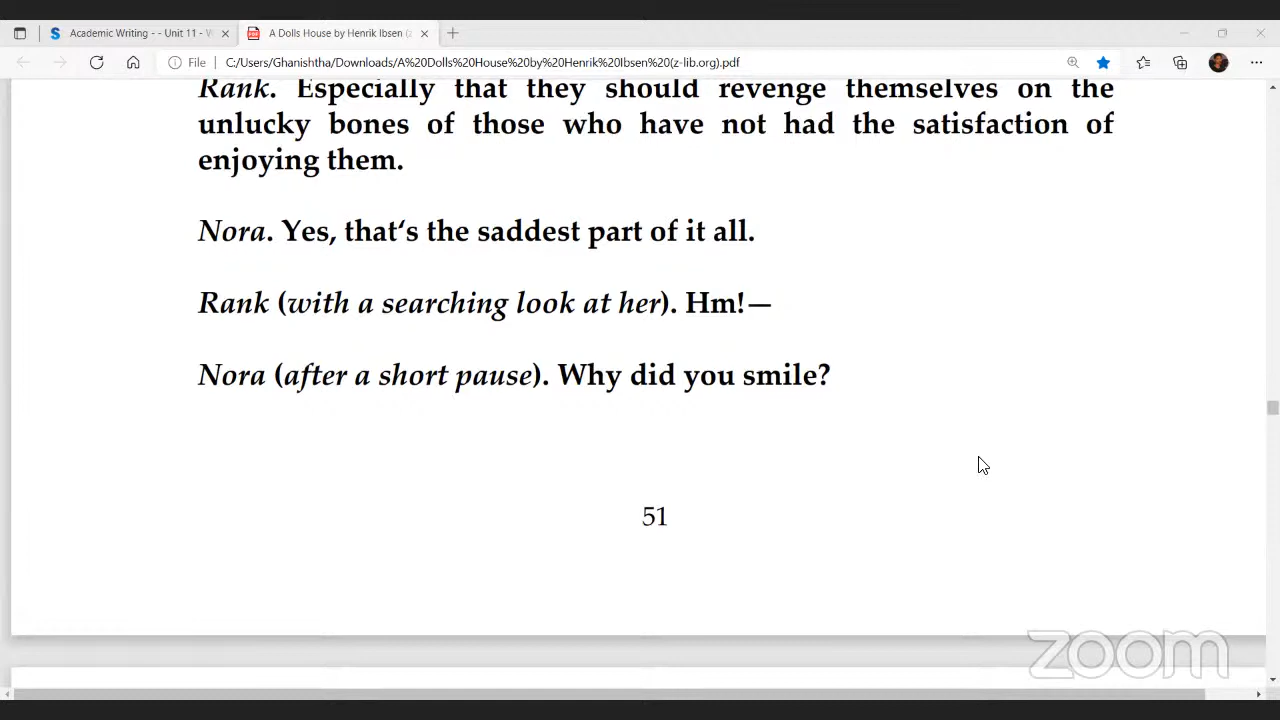 Academic Writing - - Unit 11 - W
A Dolls House by Henrik Ibsen (z
File
C:/Users/Ghanishtha/Downloads/A%20Dolls%20House%20by%20Henrik%20Ibsen%20(z-lib.org).pdf
Rank. Especially that they should revenge themselves on the
unlucky bones of those who have not had the satisfaction of
enjoying them.
Nora. Yes, that‘s the saddest part of it all.
Rank (with a searching look at her). Hm!—
Nora (after a short pause). Why did you smile?
51
zoom